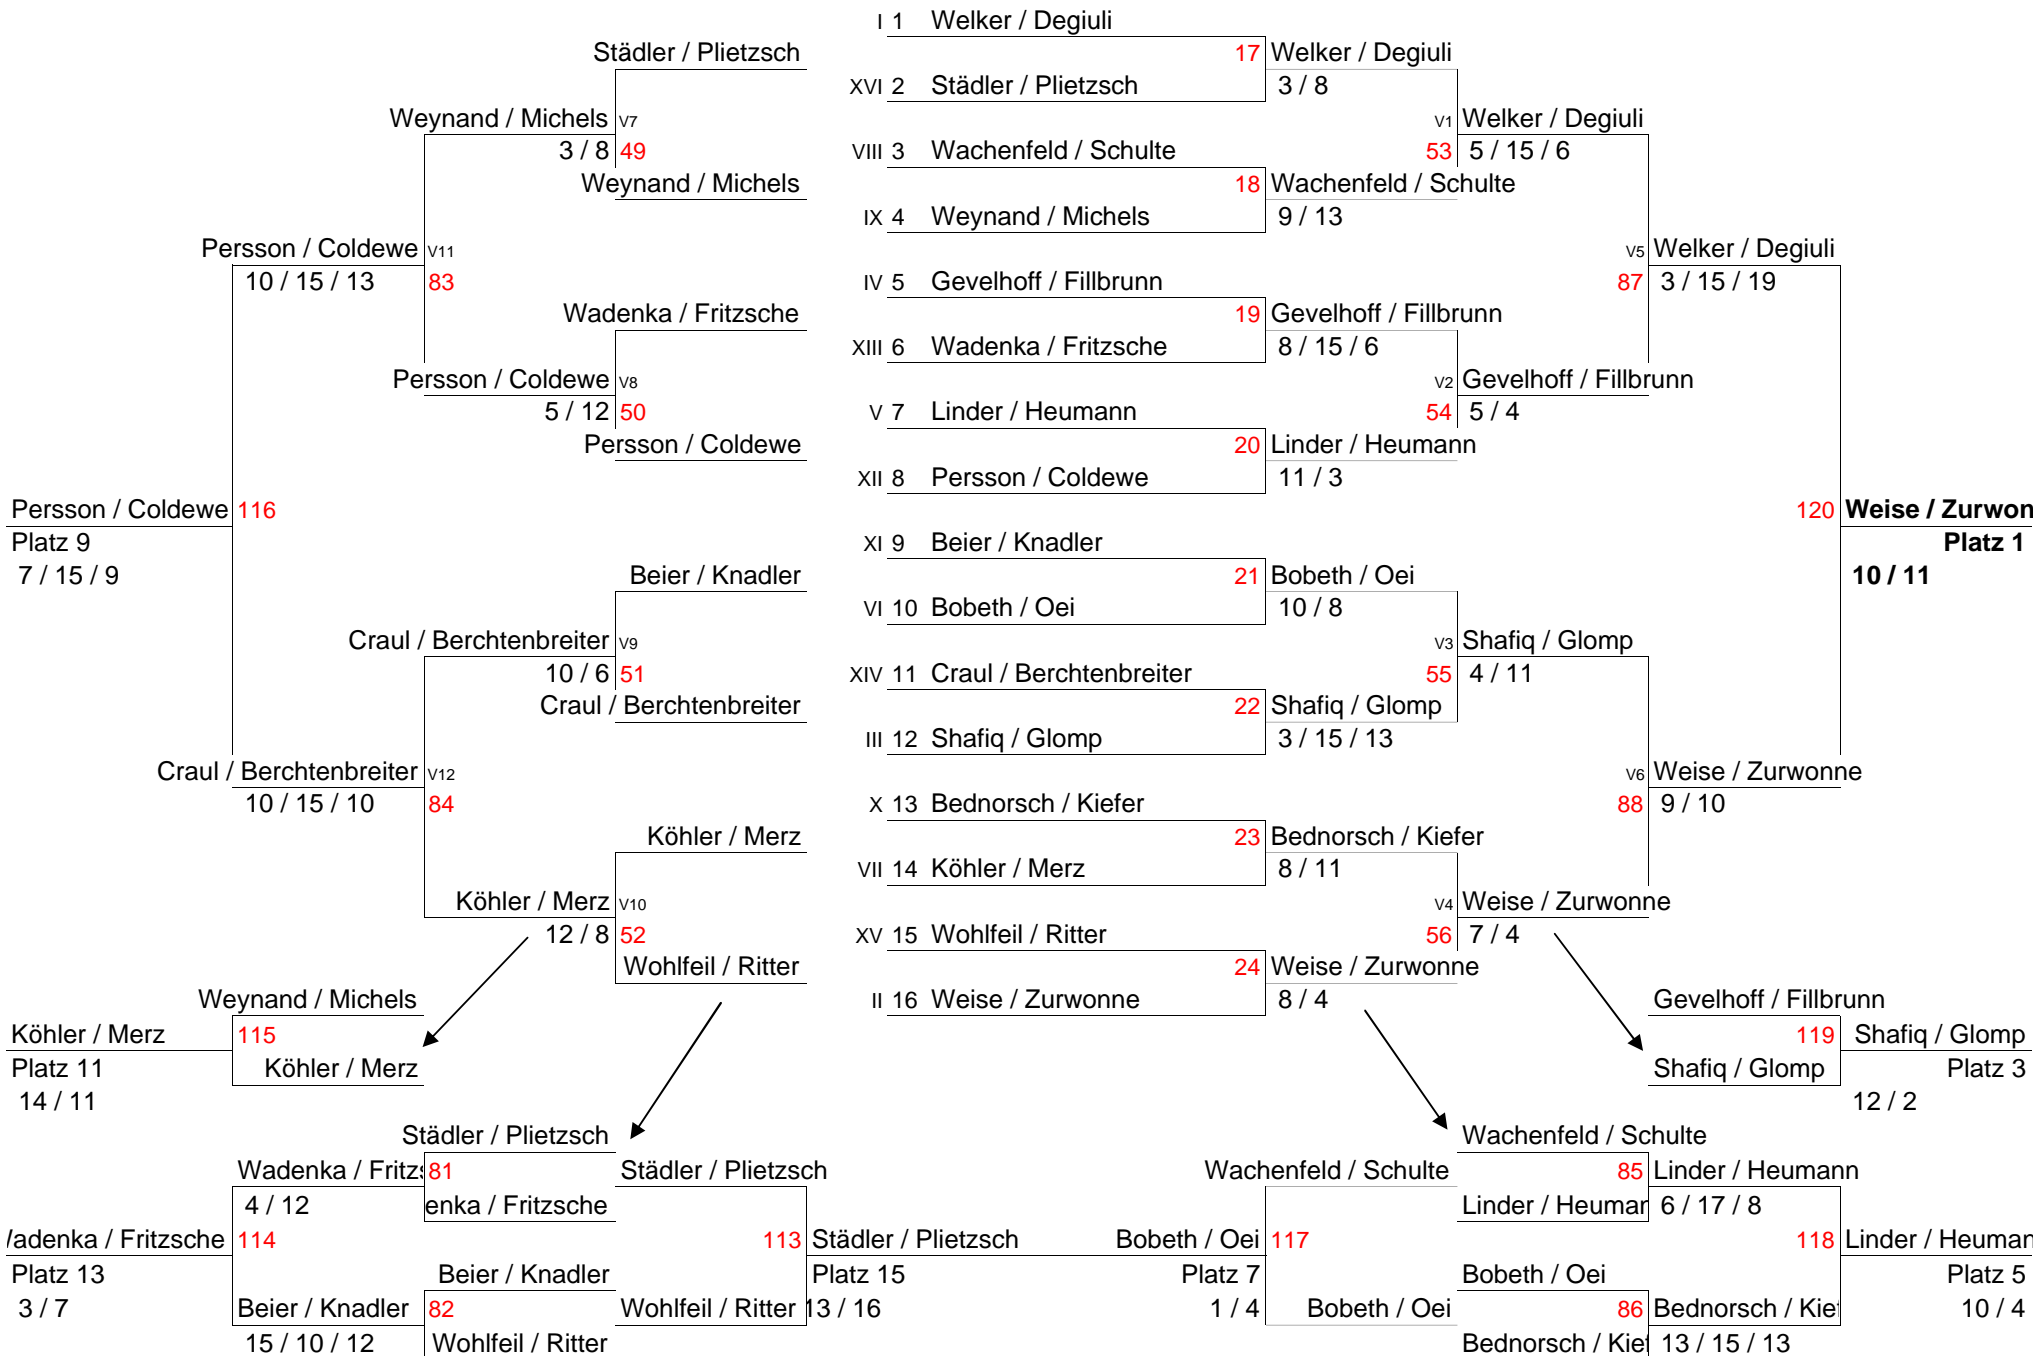 I 1 Welker / Degiuli
Städler / Plietzsch 17 Welker / Degiuli
XVI 2 Städler / Plietzsch 3 / 8
Weynand / Michels V7 V1 Welker / Degiuli
3 / 8 49 VIII 3 Wachenfeld / Schulte 53 5 / 15 / 6
Weynand / Michels 18 Wachenfeld / Schulte
IX 4 Weynand / Michels 9 / 13
Persson / Coldewe V11 V5 Welker / Degiuli
10 / 15 / 13 83 IV 5 Gevelhoff / Fillbrunn 87 3 / 15 / 19
Wadenka / Fritzsche 19 Gevelhoff / Fillbrunn
XIII 6 Wadenka / Fritzsche 8 / 15 / 6
Persson / Coldewe V8 V2 Gevelhoff / Fillbrunn
5 / 12 50 V 7 Linder / Heumann 54 5 / 4
Persson / Coldewe 20 Linder / Heumann
XII 8 Persson / Coldewe 11 / 3
Persson / Coldewe 116 120 Weise / Zurwon
Platz 9 XI 9 Beier / Knadler Platz 1
7 / 15 / 9 Beier / Knadler 21 Bobeth / Oei 10 / 11
VI 10 Bobeth / Oei 10 / 8
Craul / Berchtenbreiter V9 V3 Shafiq / Glomp
10 / 6 51 XIV 11 Craul / Berchtenbreiter 55 4 / 11
Craul / Berchtenbreiter 22 Shafiq / Glomp
III 12 Shafiq / Glomp 3 / 15 / 13
Craul / Berchtenbreiter V12 V6 Weise / Zurwonne
10 / 15 / 10 84 X 13 Bednorsch / Kiefer 88 9 / 10
Köhler / Merz 23 Bednorsch / Kiefer
VII 14 Köhler / Merz 8 / 11
Köhler / Merz V10 V4 Weise / Zurwonne
12 / 8 52 XV 15 Wohlfeil / Ritter 56 7 / 4
Wohlfeil / Ritter 24 Weise / Zurwonne
Weynand / Michels II 16 Weise / Zurwonne 8 / 4 Gevelhoff / Fillbrunn
Köhler / Merz 115 119 Shafiq / Glomp
Platz 11 Köhler / Merz Shafiq / Glomp Platz 3
14 / 11 12 / 2
Städler / Plietzsch Wachenfeld / Schulte
Wadenka / Fritzs 81 Städler / Plietzsch Wachenfeld / Schulte 85 Linder / Heumann
4 / 12 enka / Fritzsche Linder / Heumar 6 / 17 / 8
/adenka / Fritzsche 114 113 Städler / Plietzsch Bobeth / Oei 117 118 Linder / Heuman
Platz 13 Beier / Knadler Platz 15 Platz 7 Bobeth / Oei Platz 5
3 / 7 Beier / Knadler 82 Wohlfeil / Ritter 13 / 16 1 / 4 Bobeth / Oei 86 Bednorsch / Kief 10 / 4
15 / 10 / 12 Wohlfeil / Ritter Bednorsch / Kief 13 / 15 / 13